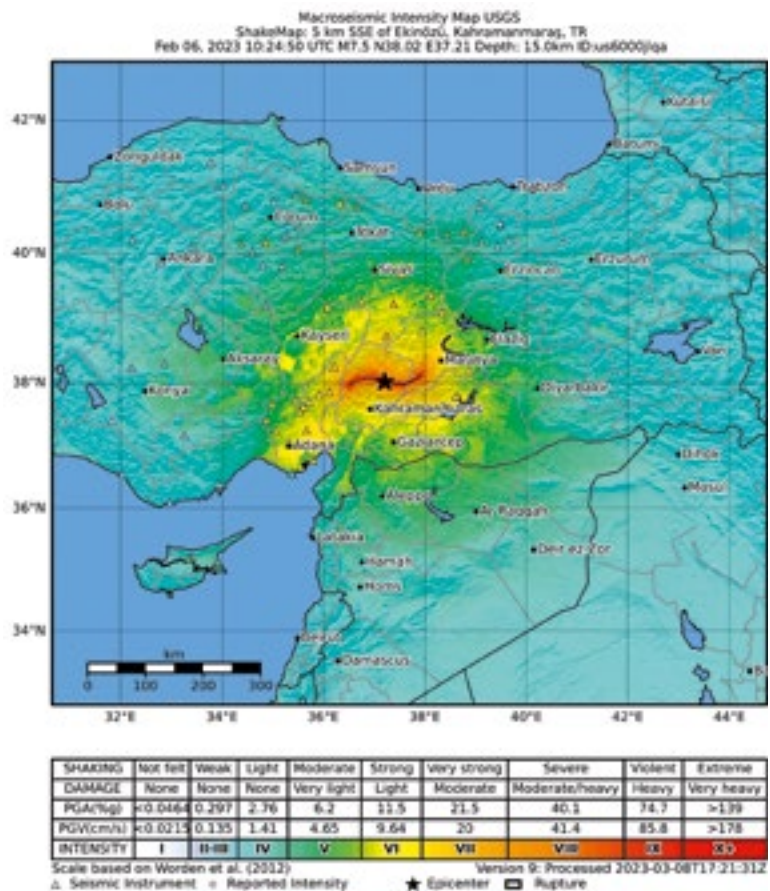 Macroseismic Intensity Map USGS
ShakeMap: 5 km SSE of Ekinözü, Kahramanmaraş, TR
Feb 06, 2023 10:24:50 UTC M7.5 N38.02 E37.21 Depth: 15.0km ID:us6000jlqa
42°N
40°N
38°N
36°N
34°N
Kutaisi
Batumi
Zonguldak
Samsun
Ordu
Trabzon
Bolu
Çorum
Tokat
Ankara
Sivas
Erzincan
Erzurum
Kayseri
Elazig
Aksaray
Malatya
Van
Konya
Diyarbakir
Kahramanmaras
Adana
Gaziantep
Dihok
Aleppo
Mosul
Ar Raqqah
Latakia
Deir ez-Zor
Hamah
Homs
Beirut
Damascus
km
0 100 200 300
32°E 34°E 36°E 38°E 40°E 42°E 44°E
SHAKING Not felt Weak Light Moderate Strong Very strong Severe Violent Extreme
DAMAGE None None None Very light Light Moderate Moderate/heavy Heavy Very heavy
PGA(%g) <0.0464 0.297 2.76 6.2 11.5 21.5 40.1 74.7 >139
PGV(cm/s) <0.0215 0.135 1.41 4.65 9.64 20 41.4 85.8 >178
INTENSITY I II-III IV V VI VII VIII IX X+
Scale based on Worden et al. (2012) Version 9: Processed 2023-03-08T17:21:31Z
Seismic Instrument Reported Intensity Epicenter Rupture